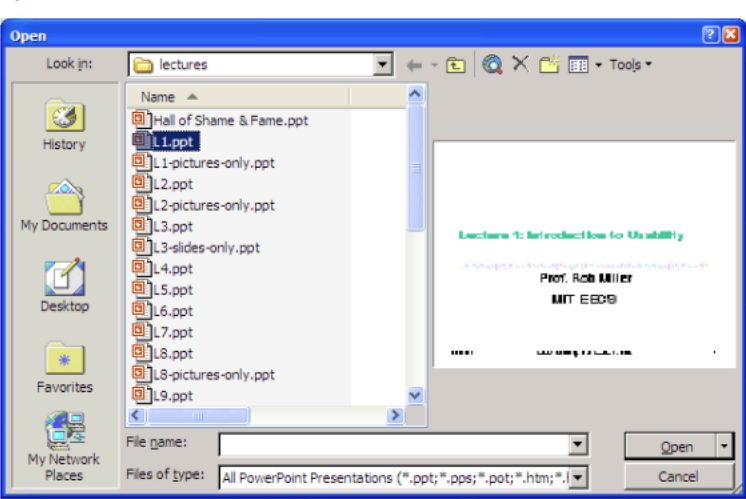 Open
Look in:
lectures
Tools
Name
Hall of Shame & Fame.ppt
L1.ppt
L1-pictures-only.ppt
L2.ppt
L2-pictures-only.ppt
L3.ppt
L3-slides-only.ppt
L4.ppt
L5.ppt
L6.ppt
L7.ppt
L8.ppt
L8-pictures-only.ppt
L9.ppt
History
My Documents
Desktop
Favorites
My Network
Places
Lecture 1: Introduction to Usability
Prof. Rob Miller
MIT EECS
File name:
Open
Files of type:
All PowerPoint Presentations (*.ppt;*.pps;*.pot;*.htm;*.
Cancel